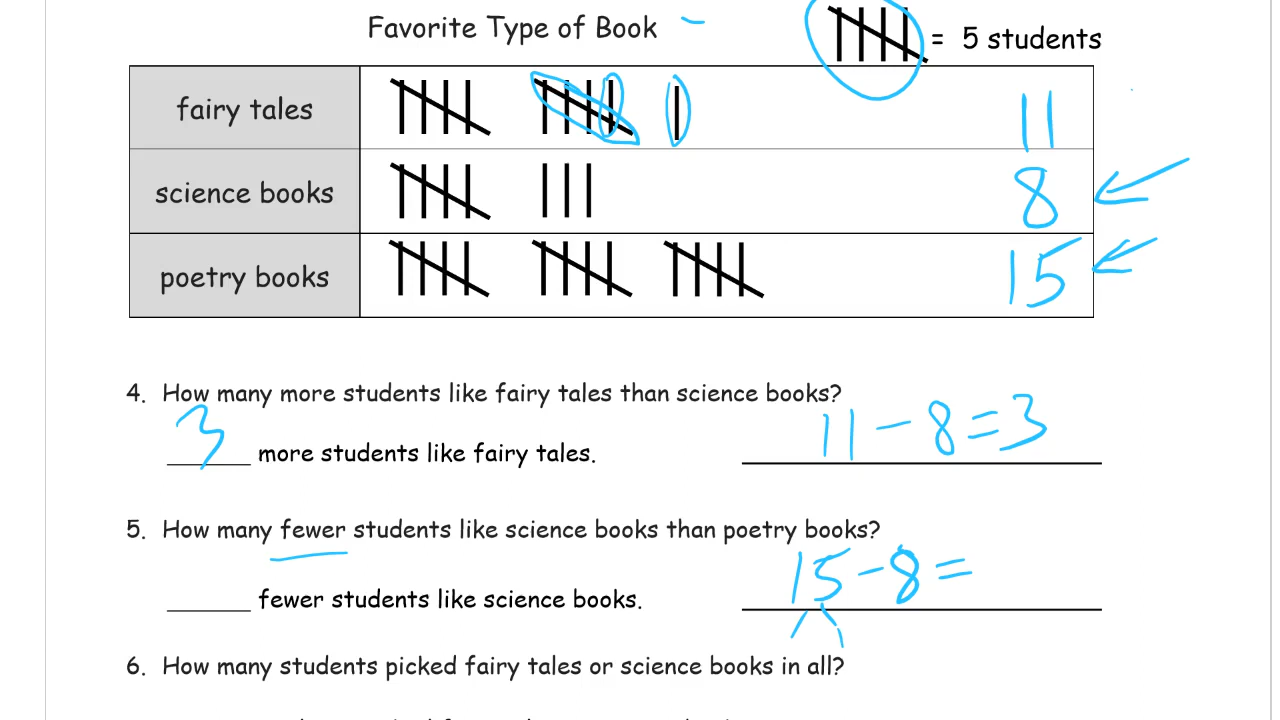 Favorite Type of Book
= 5 students
fairy tales 11
science books 8
poetry books 15
4. How many more students like fairy tales than science books?
3 more students like fairy tales. 11 - 8 = 3
5. How many fewer students like science books than poetry books?
______ fewer students like science books. 15 - 8 =
6. How many students picked fairy tales or science books in all?